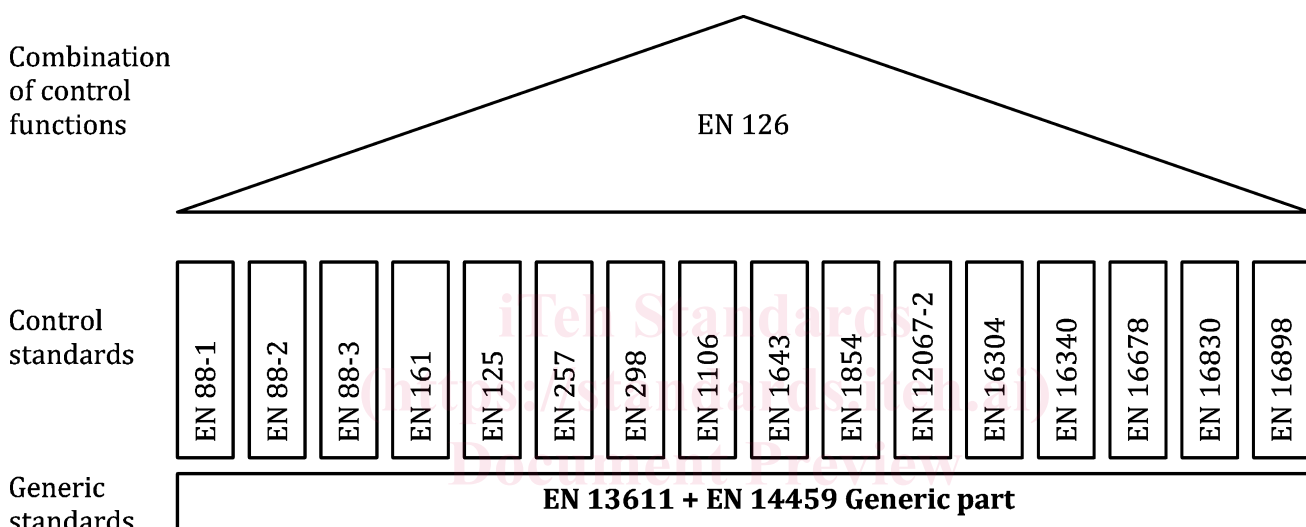 Combination
of control
functions
EN 126
Control
standards
EN 88-1
EN 88-2
EN 88-3
EN 161
EN 125
EN 257
EN 298
EN 1106
EN 1643
EN 1854
EN 12067-2
EN 16304
EN 16340
EN 16678
EN 16830
EN 16898
iTeh Standards
(https://standards.iteh.ai)
Document Preview
Generic
standards
EN 13611 + EN 14459 Generic part